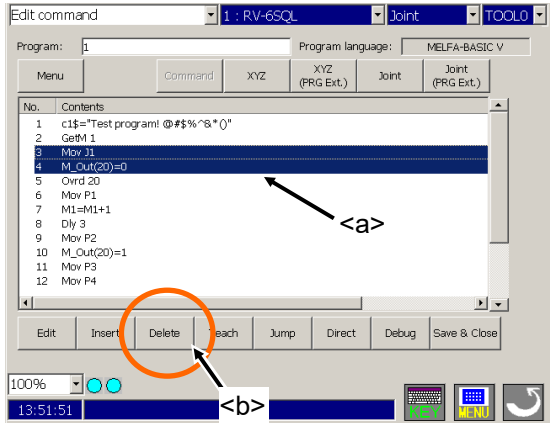 Edit command 1 : RV-6SQL Joint TOOL0
Program: 1 Program language: MELFA-BASIC V
Menu Command XYZ XYZ (PRG Ext.) Joint Joint (PRG Ext.)
No. Contents
1 c1$="Test program! @#$%^&*()"
2 GetM 1
3 Mov J1
4 M_Out(20)=0
5 Ovrd 20
6 Mov P1
7 M1=M1+1
8 Dly 3
9 Mov P2
10 M_Out(20)=1
11 Mov P3
12 Mov P4
<a>
Edit Insert Delete Teach Jump Direct Debug Save & Close
100%
<b>
13:51:51 KEY MENU